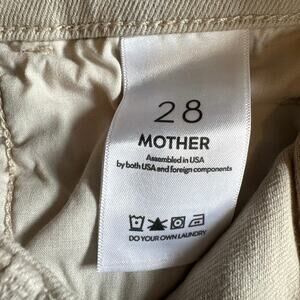 28
MOTHER
Assembled in USA
by both USA and foreign components
DO YOUR OWN LAUNDRY